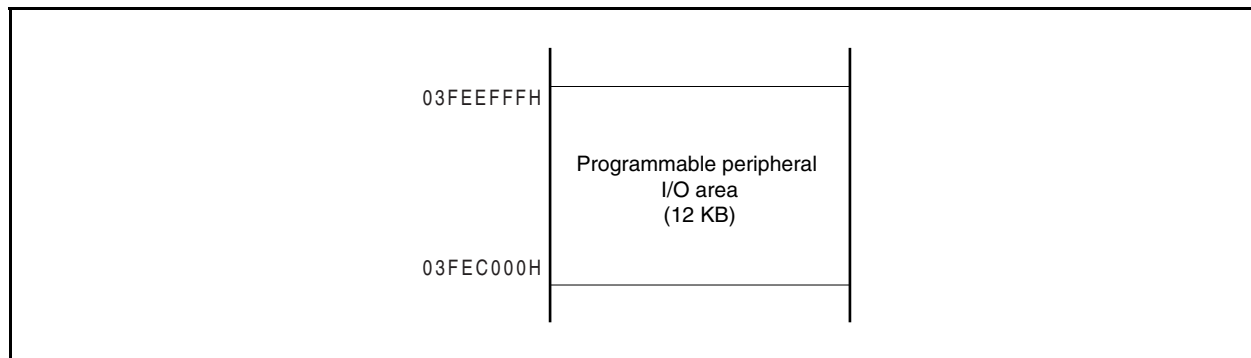 03FEEFFFH
Programmable peripheral
I/O area
(12 KB)
03FEC000H